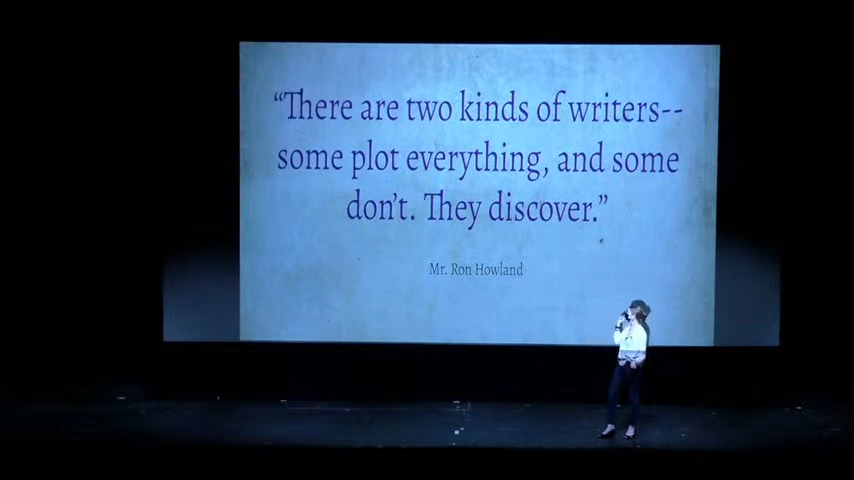 “There are two kinds of writers--
some plot everything, and some
don’t. They discover.”
Mr. Ron Howland